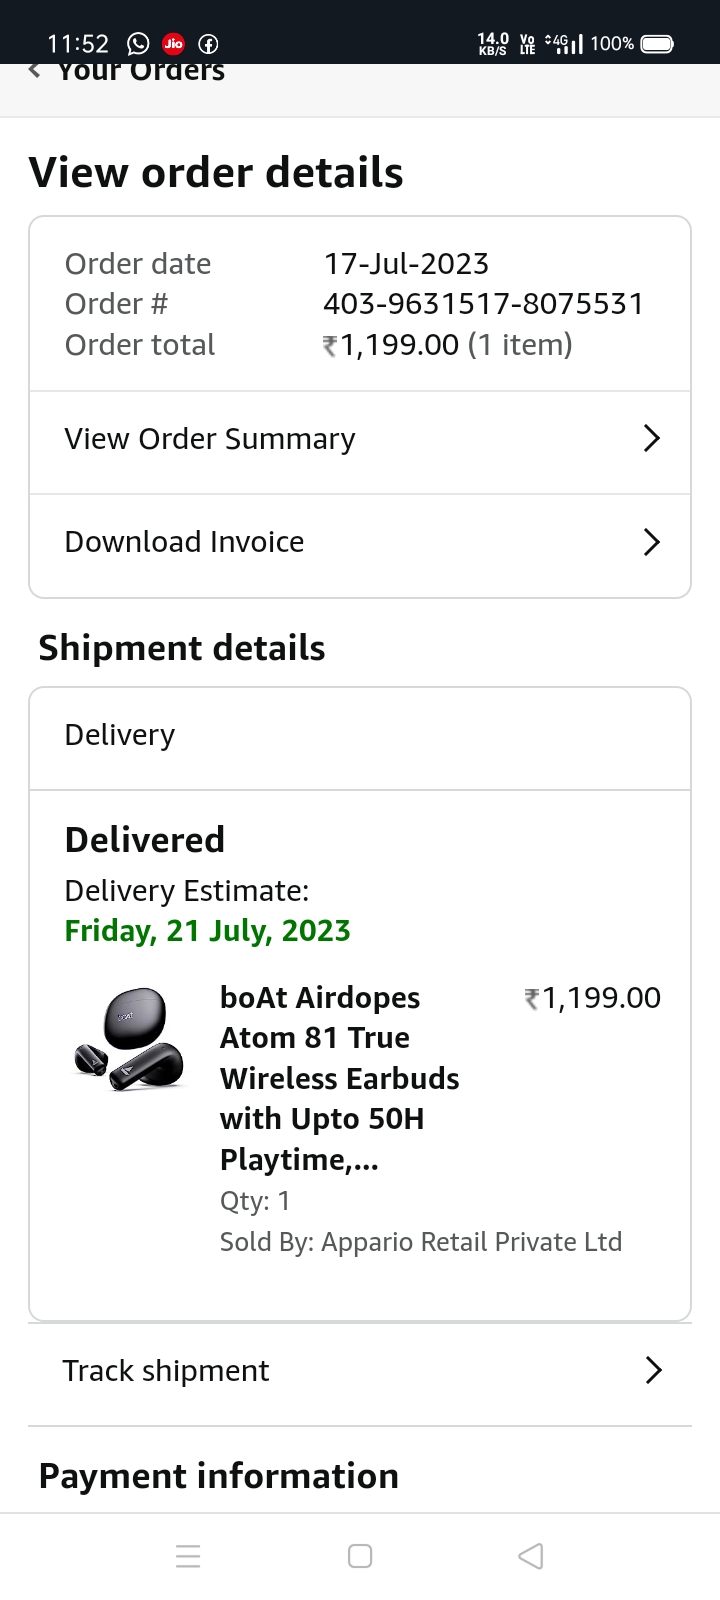 11:52 Jio 14.0 KB/S Vo LTE 4G 100%
Your Orders
View order details
Order date 17-Jul-2023
Order # 403-9631517-8075531
Order total ₹1,199.00 (1 item)
View Order Summary
Download Invoice
Shipment details
Delivery
Delivered
Delivery Estimate:
Friday, 21 July, 2023
boAt Airdopes ₹1,199.00
Atom 81 True
Wireless Earbuds
with Upto 50H
Playtime,...
Qty: 1
Sold By: Appario Retail Private Ltd
Track shipment
Payment information